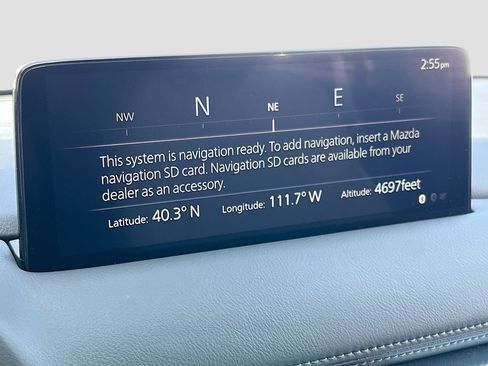 2:55pm
NW N NE E SE
This system is navigation ready. To add navigation, insert a Mazda
navigation SD card. Navigation SD cards are available from your
dealer as an accessory.
Latitude: 40.3° N Longitude: 111.7° W Altitude: 4697feet